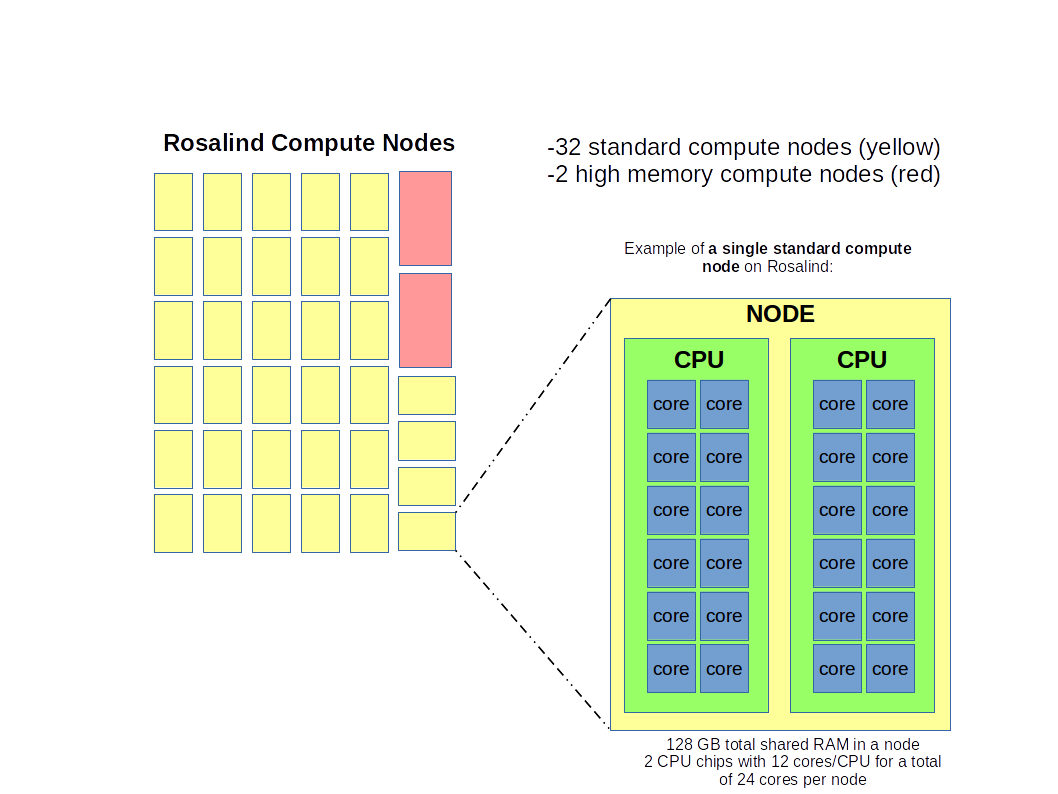 Rosalind Compute Nodes
-32 standard compute nodes (yellow)
-2 high memory compute nodes (red)
Example of a single standard compute
node on Rosalind:
NODE
CPU CPU
core core core core
core core core core
core core core core
core core core core
core core core core
core core core core
128 GB total shared RAM in a node
2 CPU chips with 12 cores/CPU for a total
of 24 cores per node